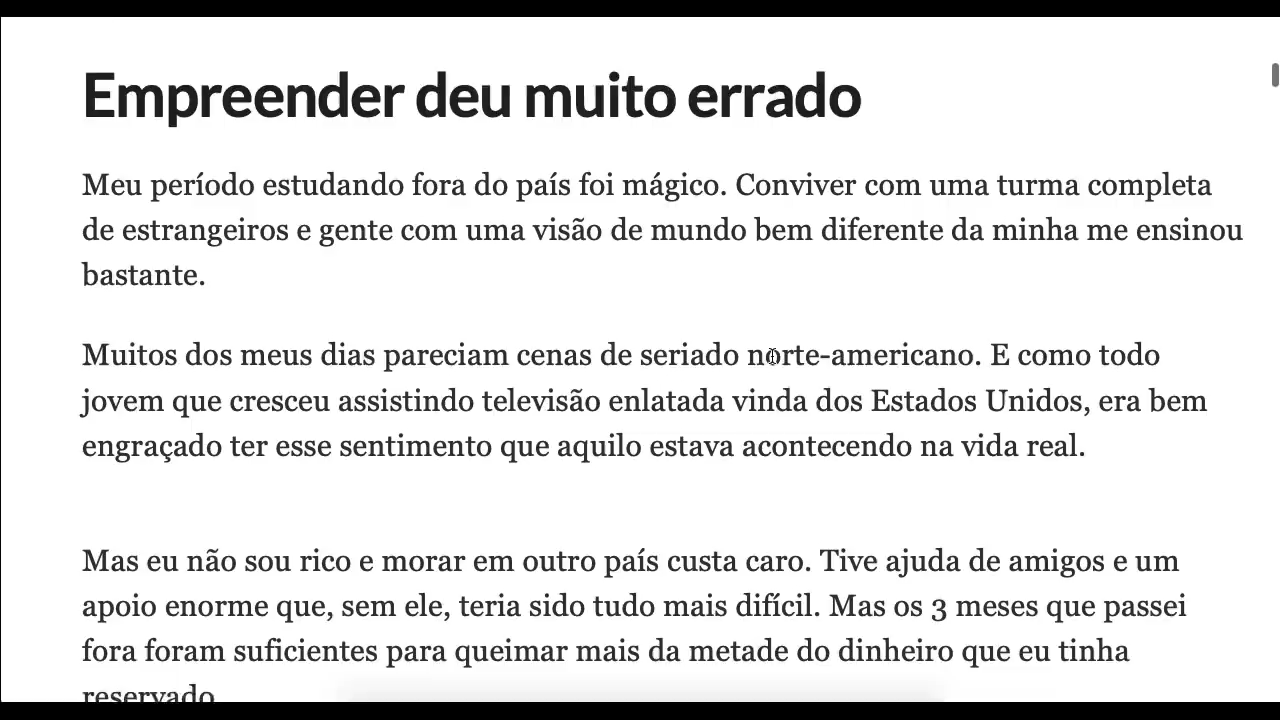 Empreender deu muito errado
Meu período estudando fora do país foi mágico. Conviver com uma turma completa
de estrangeiros e gente com uma visão de mundo bem diferente da minha me ensinou
bastante.
Muitos dos meus dias pareciam cenas de seriado norte-americano. E como todo
jovem que cresceu assistindo televisão enlatada vinda dos Estados Unidos, era bem
engraçado ter esse sentimento que aquilo estava acontecendo na vida real.
Mas eu não sou rico e morar em outro país custa caro. Tive ajuda de amigos e um
apoio enorme que, sem ele, teria sido tudo mais difícil. Mas os 3 meses que passei
fora foram suficientes para queimar mais da metade do dinheiro que eu tinha
reservado.